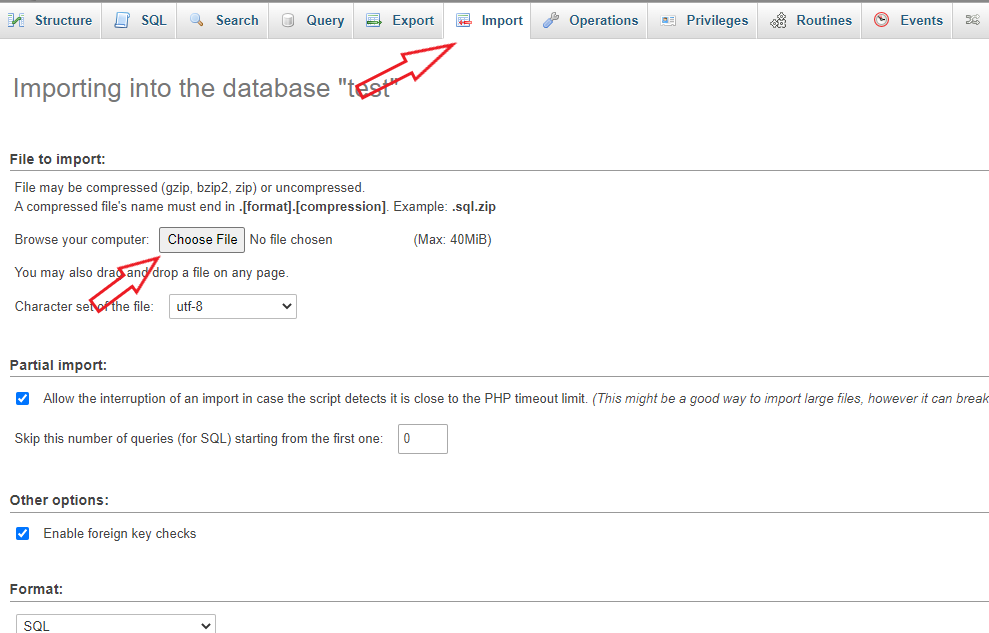 Structure SQL Search Query Export Import Operations Privileges Routines Events
Importing into the database "test"
File to import:
File may be compressed (gzip, bzip2, zip) or uncompressed.
A compressed file's name must end in .[format].[compression]. Example: .sql.zip
Browse your computer: Choose File No file chosen (Max: 40MiB)
You may also drag and drop a file on any page.
Character set of the file: utf-8
Partial import:
Allow the interruption of an import in case the script detects it is close to the PHP timeout limit. (This might be a good way to import large files, however it can break
Skip this number of queries (for SQL) starting from the first one: 0
Other options:
Enable foreign key checks
Format:
SQL